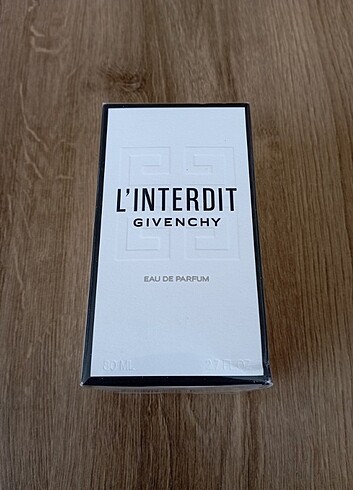 L'INTERDIT
GIVENCHY
EAU DE PARFUM
80 ML
2.7 FL. OZ.